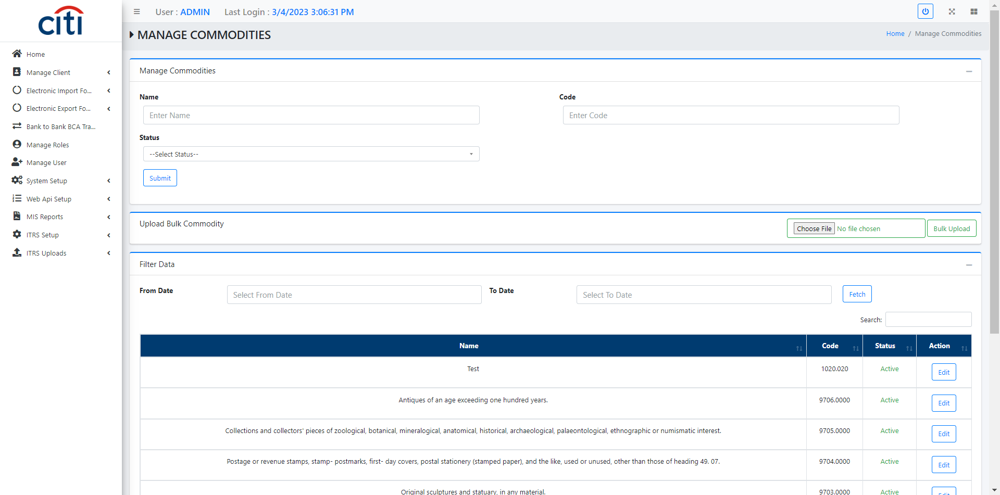 citi
Home
Manage Client
Electronic Import Fo...
Electronic Export Fo...
Bank to Bank BCA Tra...
Manage Roles
Manage User
System Setup
Web Api Setup
MIS Reports
ITRS Setup
ITRS Uploads
User : ADMIN Last Login : 3/4/2023 3:06:31 PM
MANAGE COMMODITIES
Home / Manage Commodities
Manage Commodities
Name Code
Enter Name Enter Code
Status
--Select Status--
Submit
Upload Bulk Commodity
Choose File No file chosen Bulk Upload
Filter Data
From Date Select From Date To Date Select To Date Fetch
Search:
Name Code Status Action
Test 1020.020 Active Edit
Antiques of an age exceeding one hundred years. 9706.0000 Active Edit
Collections and collectors' pieces of zoological, botanical, mineralogical, anatomical, historical, archaeological, palaeontological, ethnographic or numismatic interest. 9705.0000 Active Edit
Postage or revenue stamps, stamp- postmarks, first- day covers, postal stationery (stamped paper), and the like, used or unused, other than those of heading 49. 07. 9704.0000 Active Edit
Original sculptures and statuary, in any material. 9703.0000 Active Edit